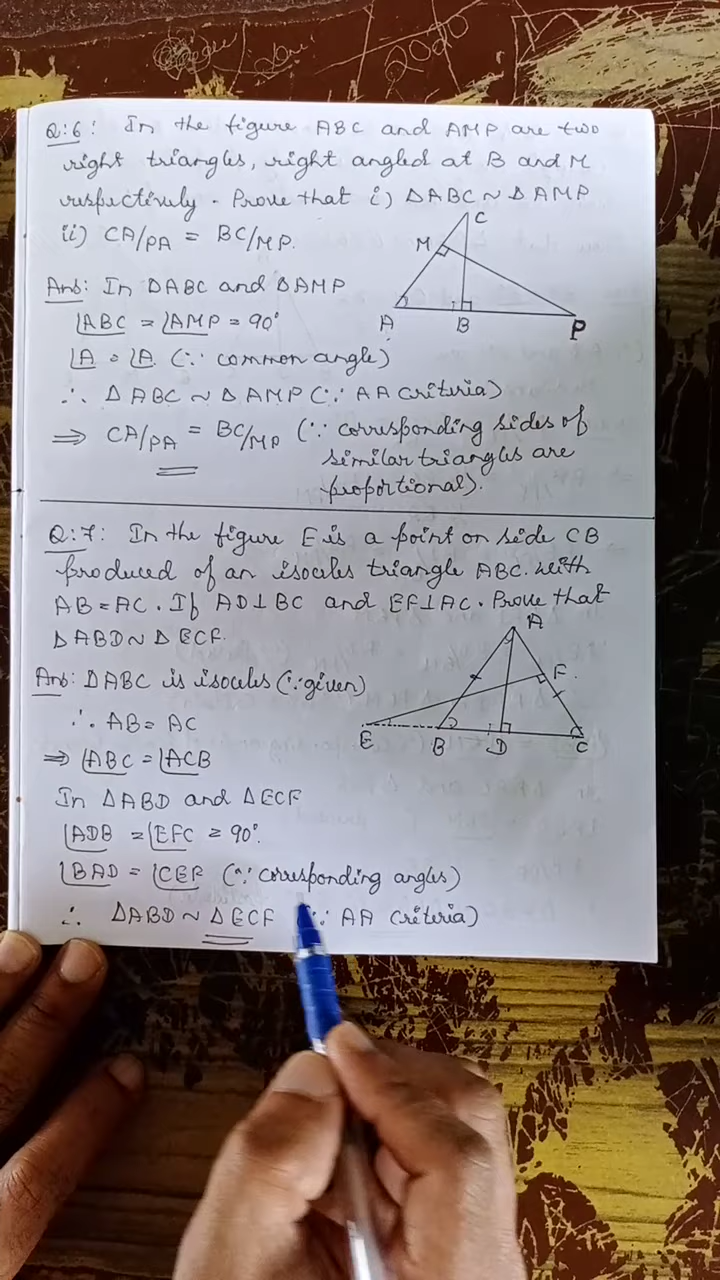 2000
Q:6: In the figure ABC and AMP are two
right triangles, right angled at B and M
respectively. Prove that i) ΔABC ~ ΔAMP
ii) CA/PA = BC/MP.
C
M
A
B
P
Ans: In ΔABC and ΔAMP
∠ABC = ∠AMP = 90°
∠A = ∠A (∵ common angle)
∴ ΔABC ~ ΔAMP (∵ AA criteria)
⇒ CA/PA = BC/MP (∵ corresponding sides of
similar triangles are
proportional).
Q:7: In the figure E is a point on side CB
produced of an isoceles triangle ABC. with
AB=AC. If AD⊥BC and EF⊥AC. Prove that
ΔABD ~ ΔECF.
A
F.
E
B
D
C
Ans: ΔABC is isoceles (∵ given)
∴ AB = AC
⇒ ∠ABC = ∠ACB
In ΔABD and ΔECF
∠ADB = ∠EFC = 90°.
∠BAD = ∠CEF (∵ corresponding angles)
∴ ΔABD ~ ΔECF (∵ AA criteria)